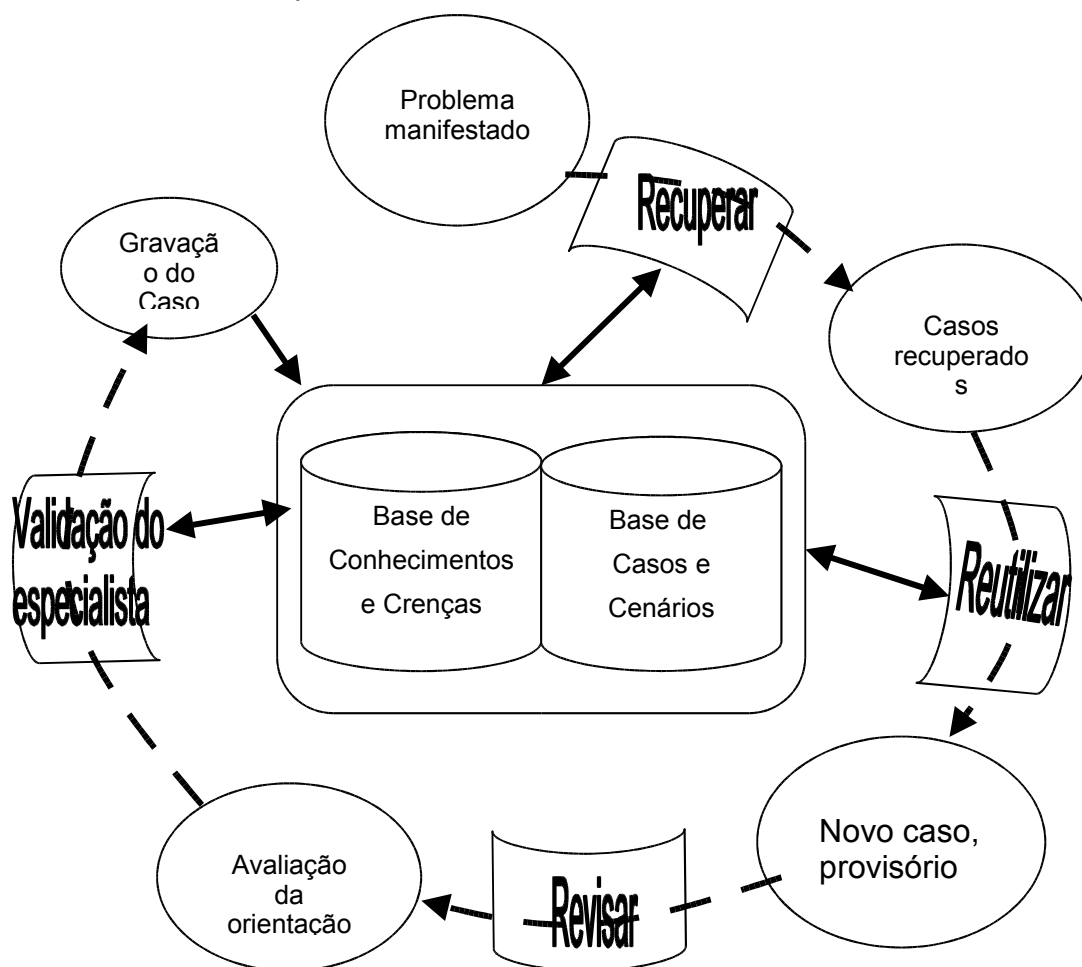 Problema
manifestado
Recuperar
Gravaçã
o do
Caso
Casos
recuperado
s
Base de
Conhecimentos
e Crenças
Base de
Casos e
Cenários
Validação do
especialista
Reutilizar
Novo caso,
provisório
Avaliação
da
orientação
Revisar